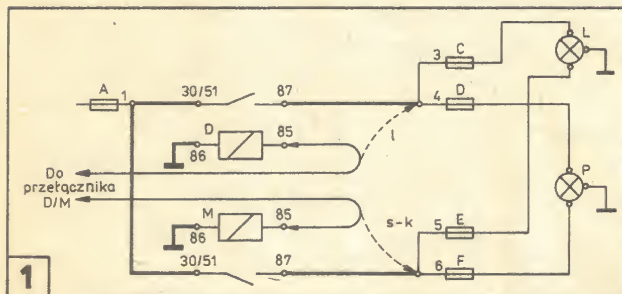 3 C L
A 1 30/51 87 4 D
D 85 l
86
Do
przełącznika
D/M
P
M 85 s-k 5 E
86
30/51 87 6 F
1